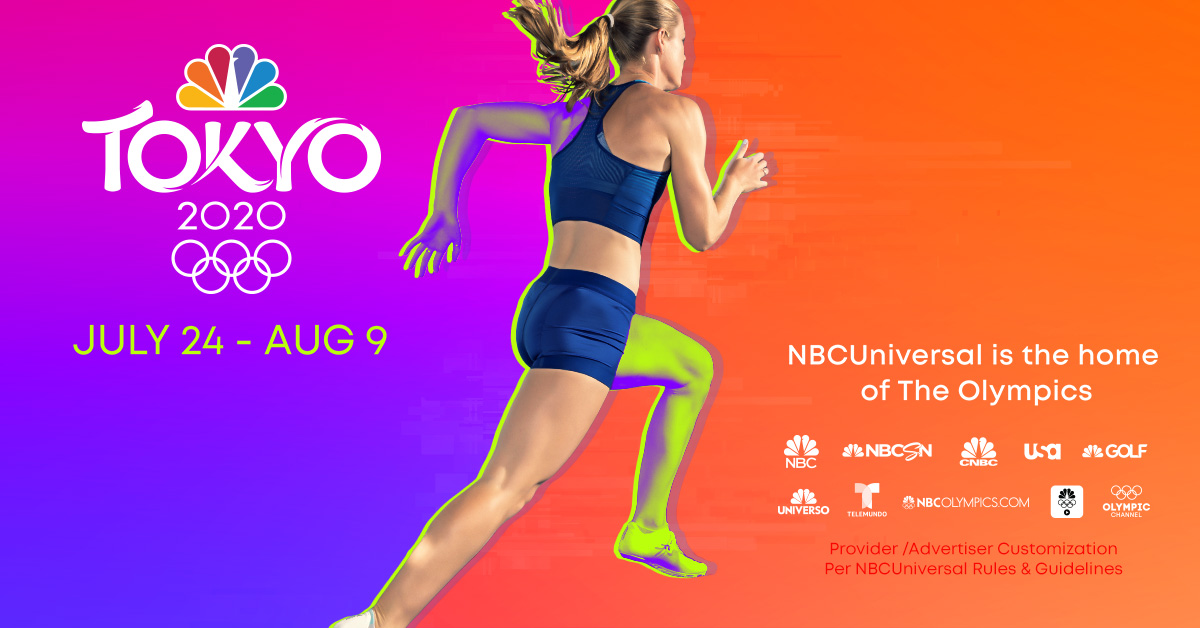 TOKYO
2020
JULY 24 - AUG 9
NBCUniversal is the home
of The Olympics
NBC NBCSN CNBC USA GOLF
UNIVERSO TELEMUNDO NBCOLYMPICS.COM OLYMPIC CHANNEL
Provider /Advertiser Customization
Per NBCUniversal Rules & Guidelines